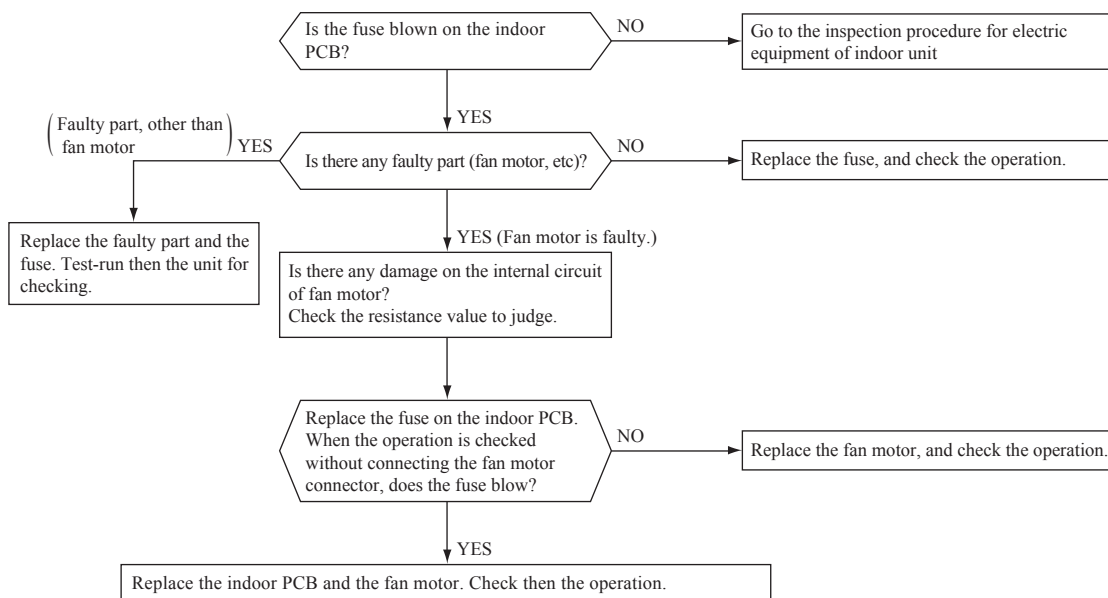 Is the fuse blown on the indoor
PCB?
NO
Go to the inspection procedure for electric
equipment of indoor unit
YES
(Faulty part, other than
fan motor)
YES
Is there any faulty part (fan motor, etc)?
NO
Replace the fuse, and check the operation.
Replace the faulty part and the
fuse. Test-run then the unit for
checking.
YES (Fan motor is faulty.)
Is there any damage on the internal circuit
of fan motor?
Check the resistance value to judge.
Replace the fuse on the indoor PCB.
When the operation is checked
without connecting the fan motor
connector, does the fuse blow?
NO
Replace the fan motor, and check the operation.
YES
Replace the indoor PCB and the fan motor. Check then the operation.